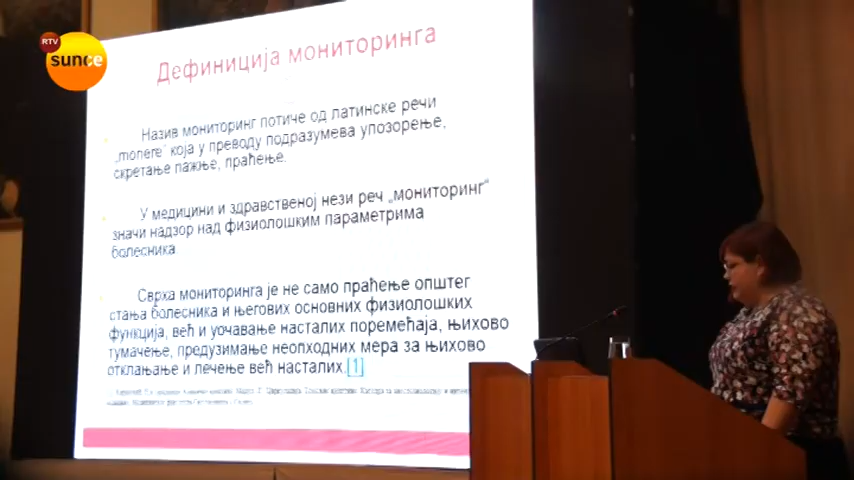 RTV
sunce
Дефиниција мониторинга
Назив мониторинг потиче од латинске речи
„monere“ која у преводу подразумева упозорење,
скретање пажње, праћење.
У медицини и здравственој нези реч „мониторинг“
значи надзор над физиолошким параметрима
болесника
Сврха мониторинга је не само праћење општег
стања болесника и његових основних физиолошких
функција, већ и уочавање насталих поремећаја, њихово
тумачење, предузимање неопходних мера за њихово
отклањање и лечење већ насталих.[1]